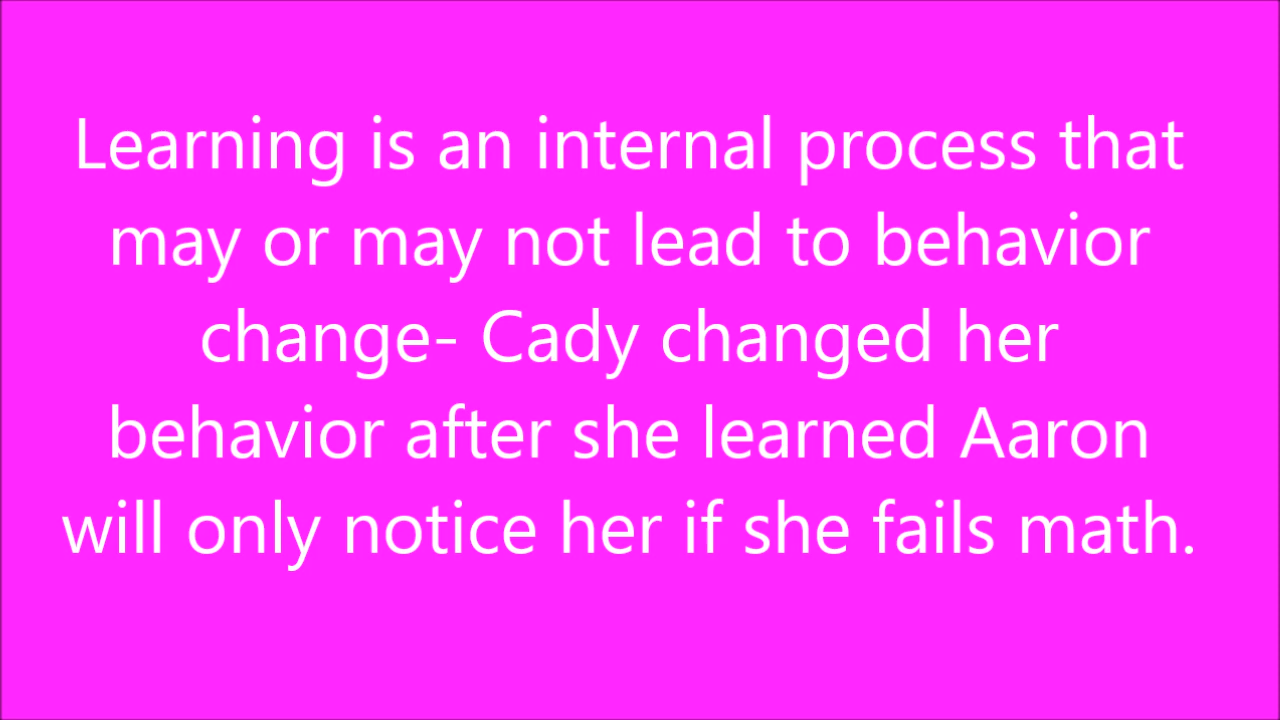 Learning is an internal process that
may or may not lead to behavior
change- Cady changed her
behavior after she learned Aaron
will only notice her if she fails math.